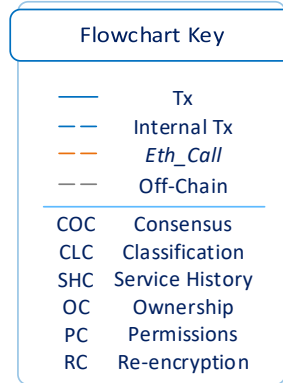 Flowchart Key
Tx
Internal Tx
Eth_Call
Off-Chain
COC Consensus
CLC Classification
SHC Service History
OC Ownership
PC Permissions
RC Re-encryption